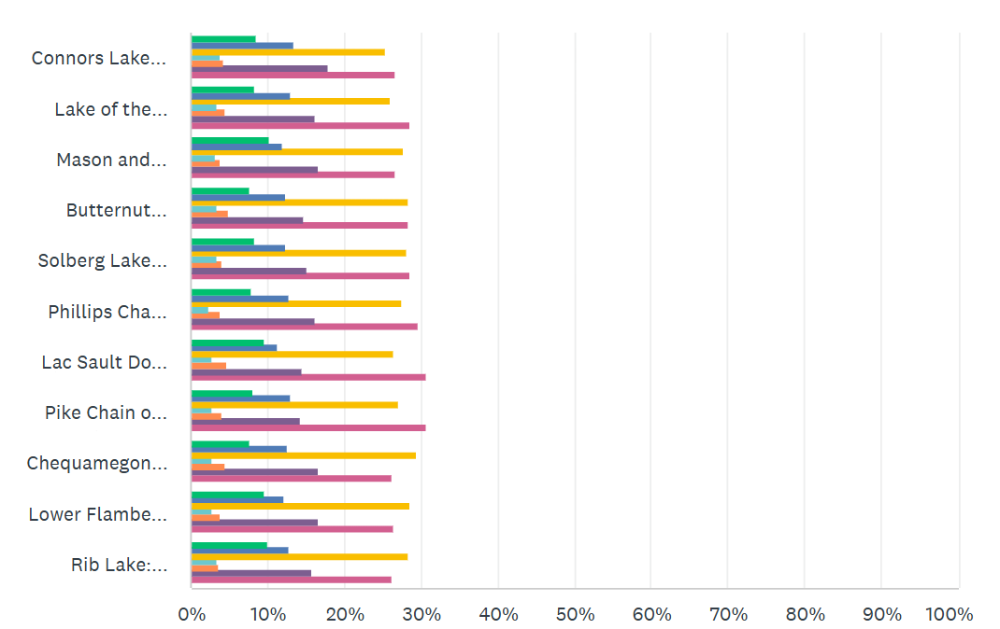 Connors Lake...
Lake of the...
Mason and...
Butternut...
Solberg Lake...
Phillips Cha...
Lac Sault Do...
Pike Chain o...
Chequamegon...
Lower Flambe...
Rib Lake:...
0% 10% 20% 30% 40% 50% 60% 70% 80% 90% 100%